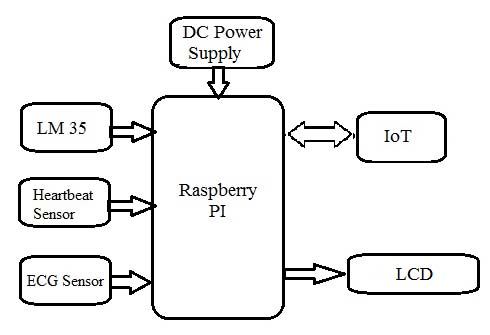 DC Power
Supply
LM 35
IoT
Heartbeat
Sensor
Raspberry
PI
ECG Sensor
LCD